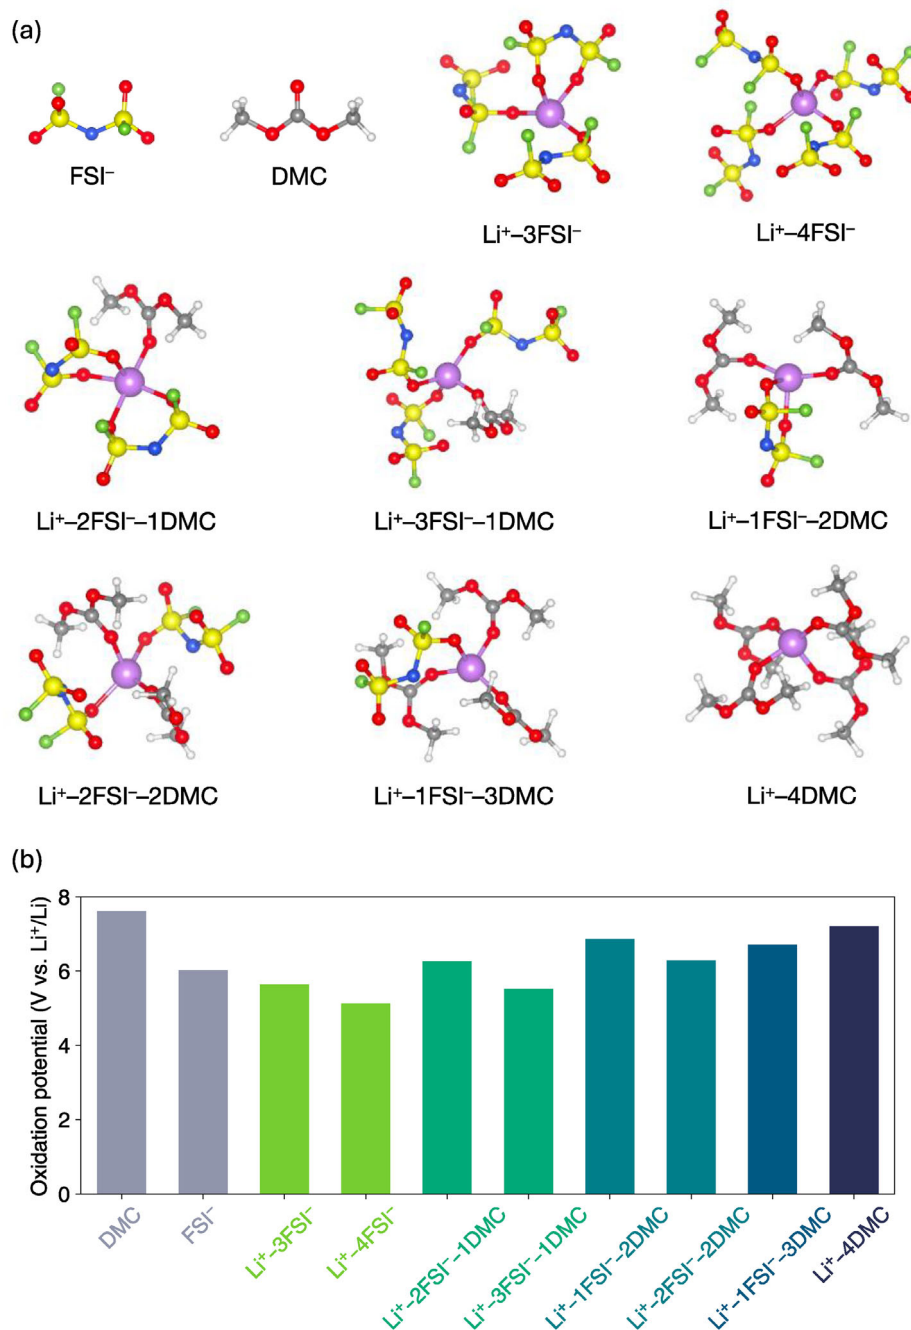 (a)
FSI⁻
DMC
Li⁺–3FSI⁻
Li⁺–4FSI⁻
Li⁺–2FSI⁻–1DMC
Li⁺–3FSI⁻–1DMC
Li⁺–1FSI⁻–2DMC
Li⁺–2FSI⁻–2DMC
Li⁺–1FSI⁻–3DMC
Li⁺–4DMC
(b)
Oxidation potential (V vs. Li⁺/Li)
8
6
4
2
0
DMC
FSI⁻
Li⁺–3FSI⁻
Li⁺–4FSI⁻
Li⁺–2FSI⁻–1DMC
Li⁺–3FSI⁻–1DMC
Li⁺–1FSI⁻–2DMC
Li⁺–2FSI⁻–2DMC
Li⁺–1FSI⁻–3DMC
Li⁺–4DMC